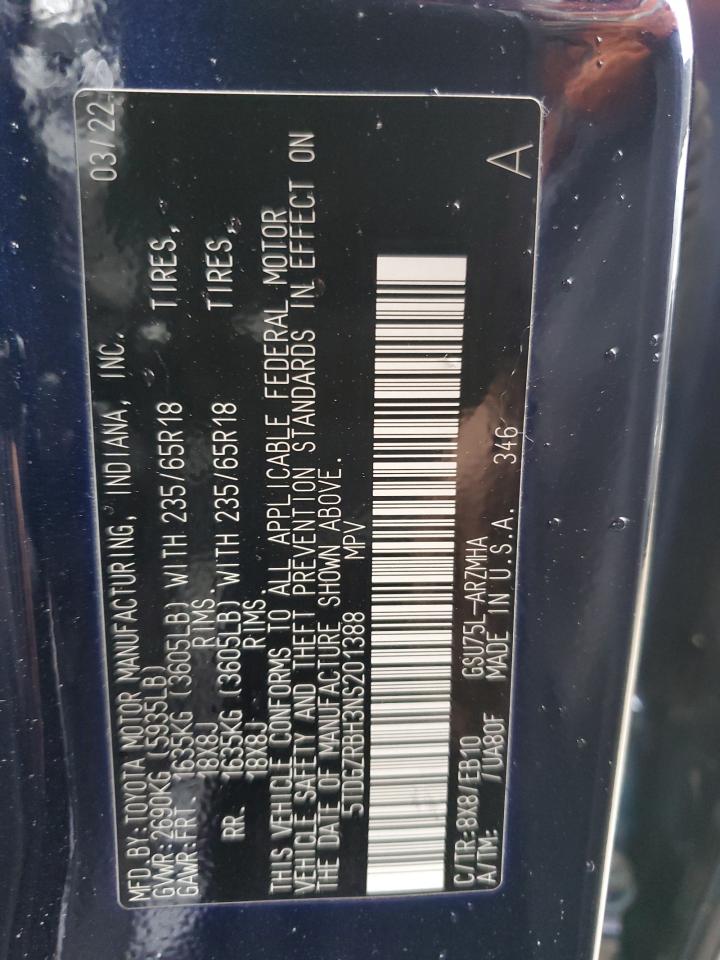 MFD BY:TOYOTA MOTOR MANUFACTURING, INDIANA, INC. 03/22
GVWR:2690KG (5935LB)
GAWR:FRT. 1635KG (3605LB) WITH 235/65R18 TIRES,
18X8J RIMS.
RR. 1635KG (3605LB) WITH 235/65R18 TIRES,
18X8J RIMS.
THIS VEHICLE CONFORMS TO ALL APPLICABLE FEDERAL MOTOR
VEHICLE SAFETY AND THEFT PREVENTION STANDARDS IN EFFECT ON
THE DATE OF MANUFACTURE SHOWN ABOVE.
5TDGZRBH3NS201388 MPV
C/TR:8X8/EB10 GSU75L-ARZMHA
A/TM: /UA80F MADE IN U.S.A. 346 A